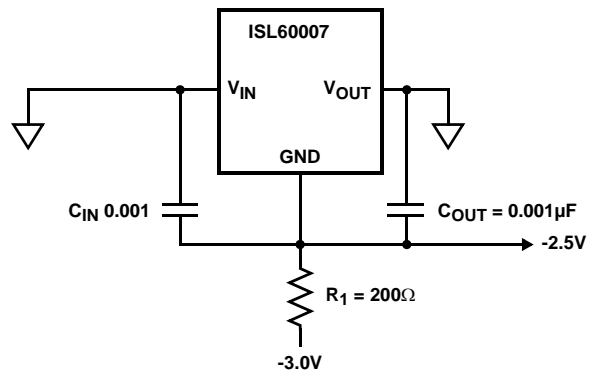 ISL60007
VIN
VOUT
GND
CIN 0.001
COUT = 0.001µF
-2.5V
R1 = 200Ω
-3.0V